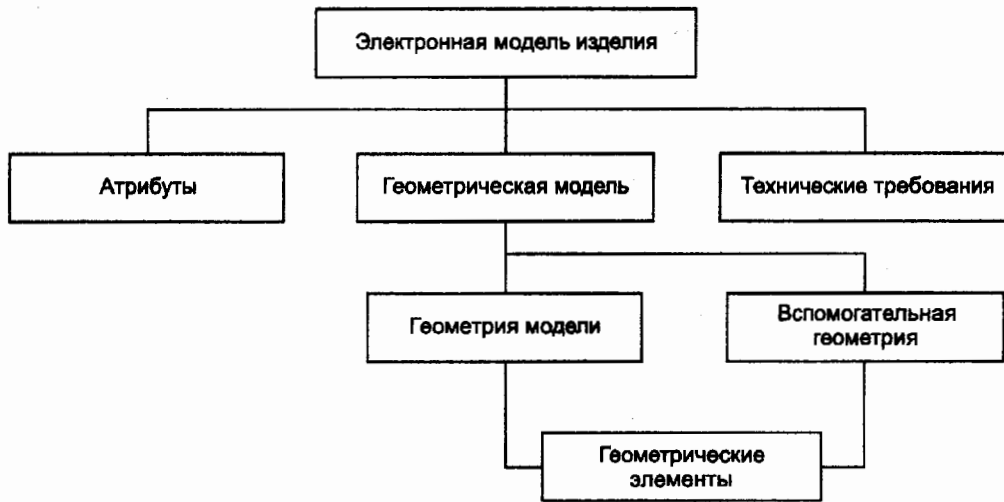 Электронная модель изделия
Атрибуты
Геометрическая модель
Технические требования
Геометрия модели
Вспомогательная
геометрия
Геометрические
элементы